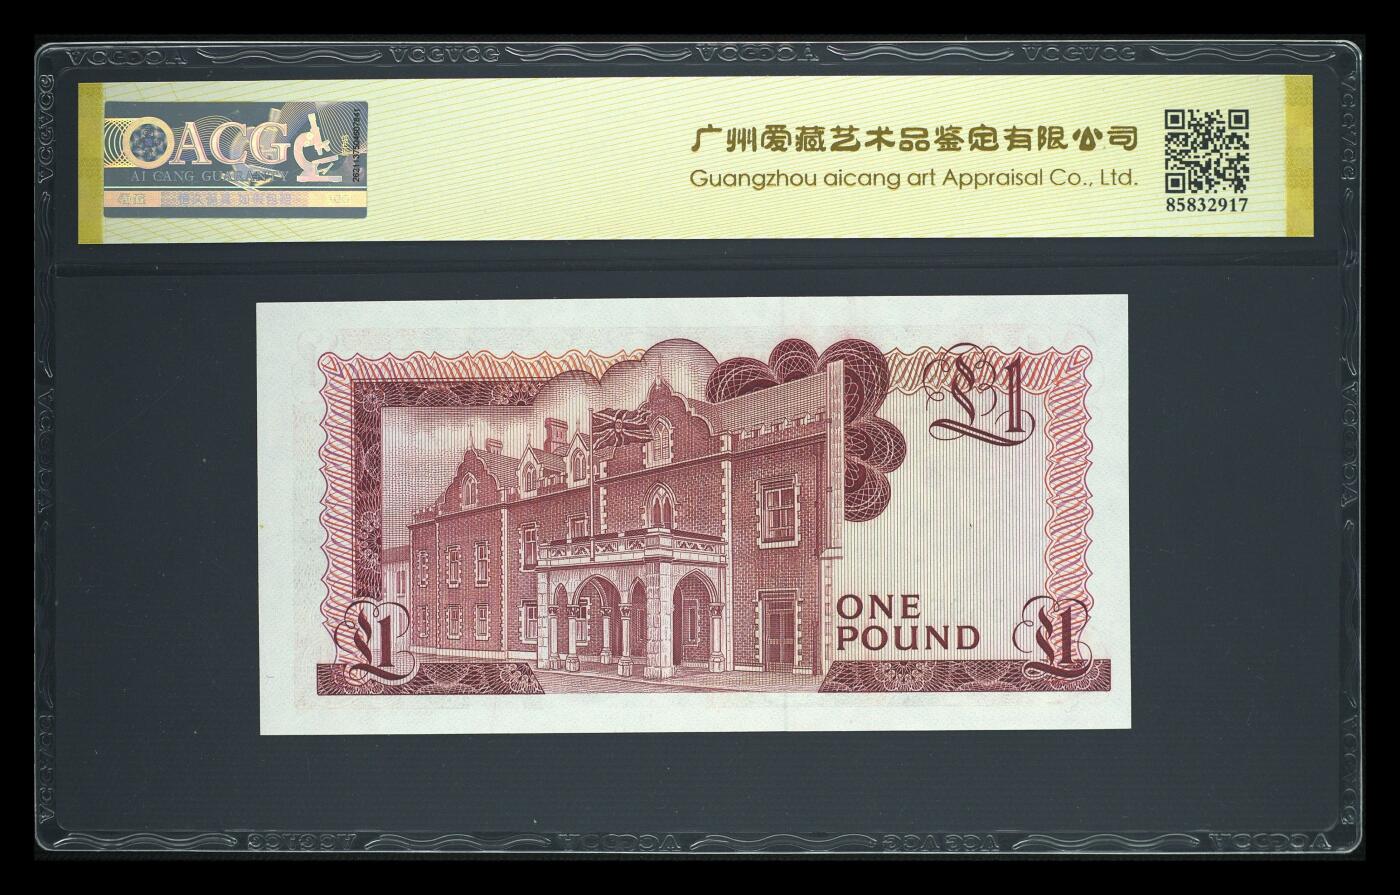 ACG
AI CANG GUARANTY
广州爱藏艺术品鉴定有限公司
Guangzhou aicang art Appraisal Co., Ltd.
85832917
£1
ONE
POUND
£1
£1